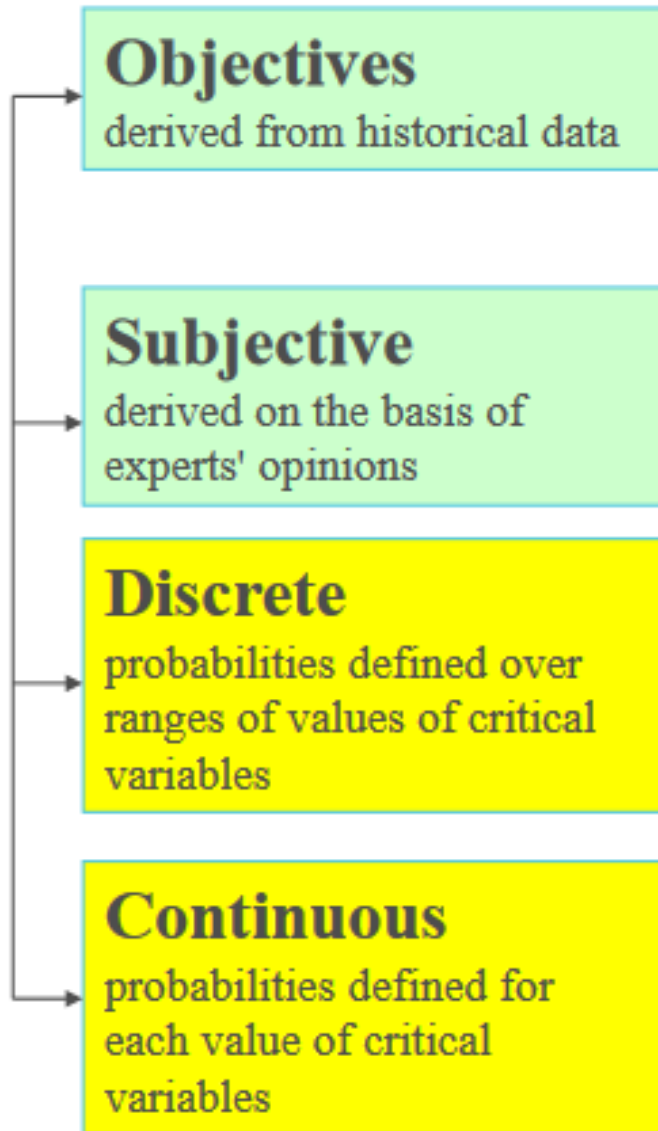 Objectives
derived from historical data
Subjective
derived on the basis of
experts' opinions
Discrete
probabilities defined over
ranges of values of critical
variables
Continuous
probabilities defined for
each value of critical
variables